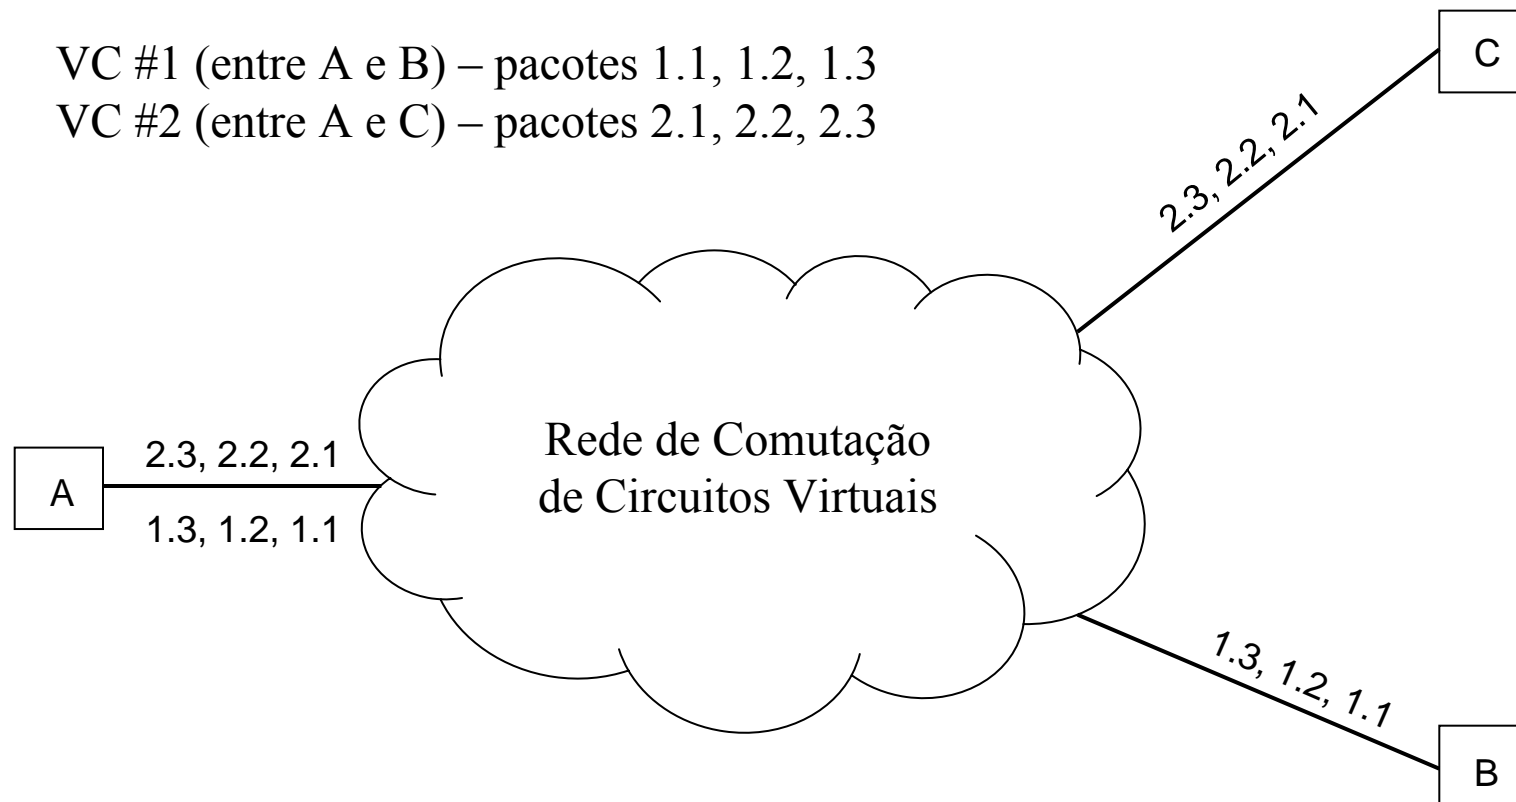 VC #1 (entre A e B) – pacotes 1.1, 1.2, 1.3
VC #2 (entre A e C) – pacotes 2.1, 2.2, 2.3
C
2.3, 2.2, 2.1
Rede de Comutação
de Circuitos Virtuais
2.3, 2.2, 2.1
A
1.3, 1.2, 1.1
1.3, 1.2, 1.1
B